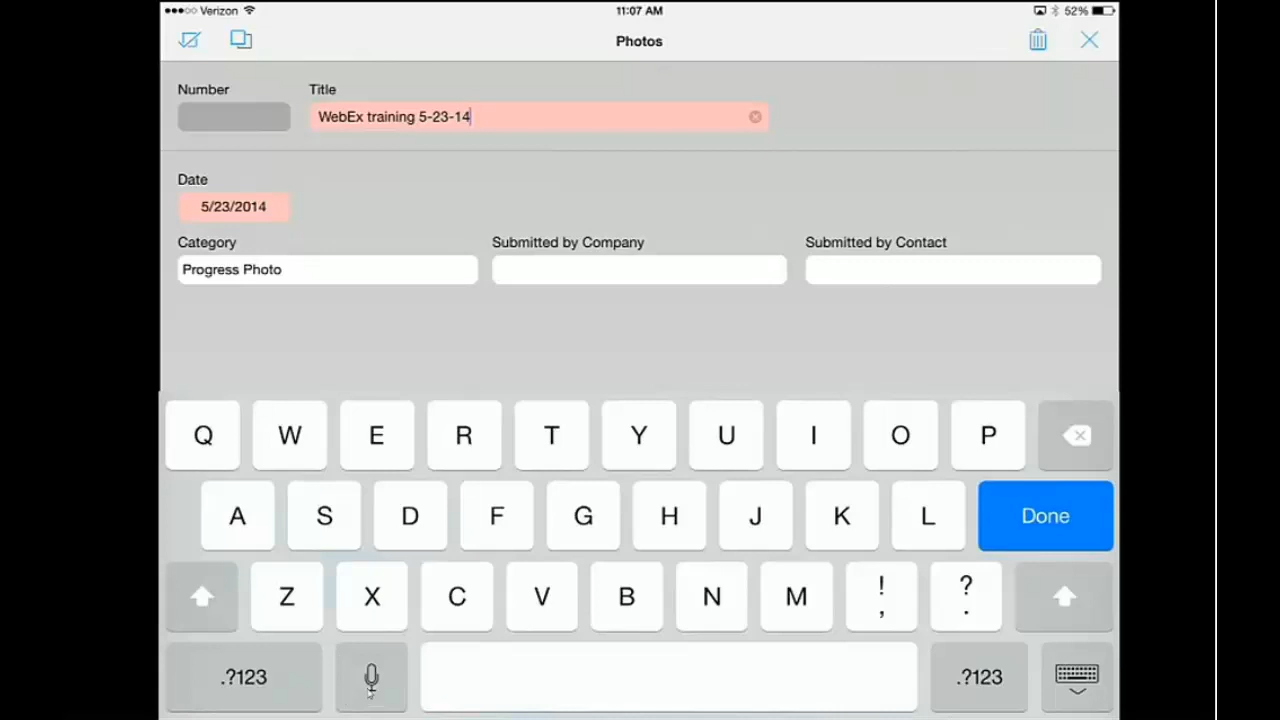 Verizon 11:07 AM 52%
Photos
Number Title
WebEx training 5-23-14
Date
5/23/2014
Category Submitted by Company Submitted by Contact
Progress Photo
Q W E R T Y U I O P
A S D F G H J K L Done
Z X C V B N M ! , ? .
.?123 .?123